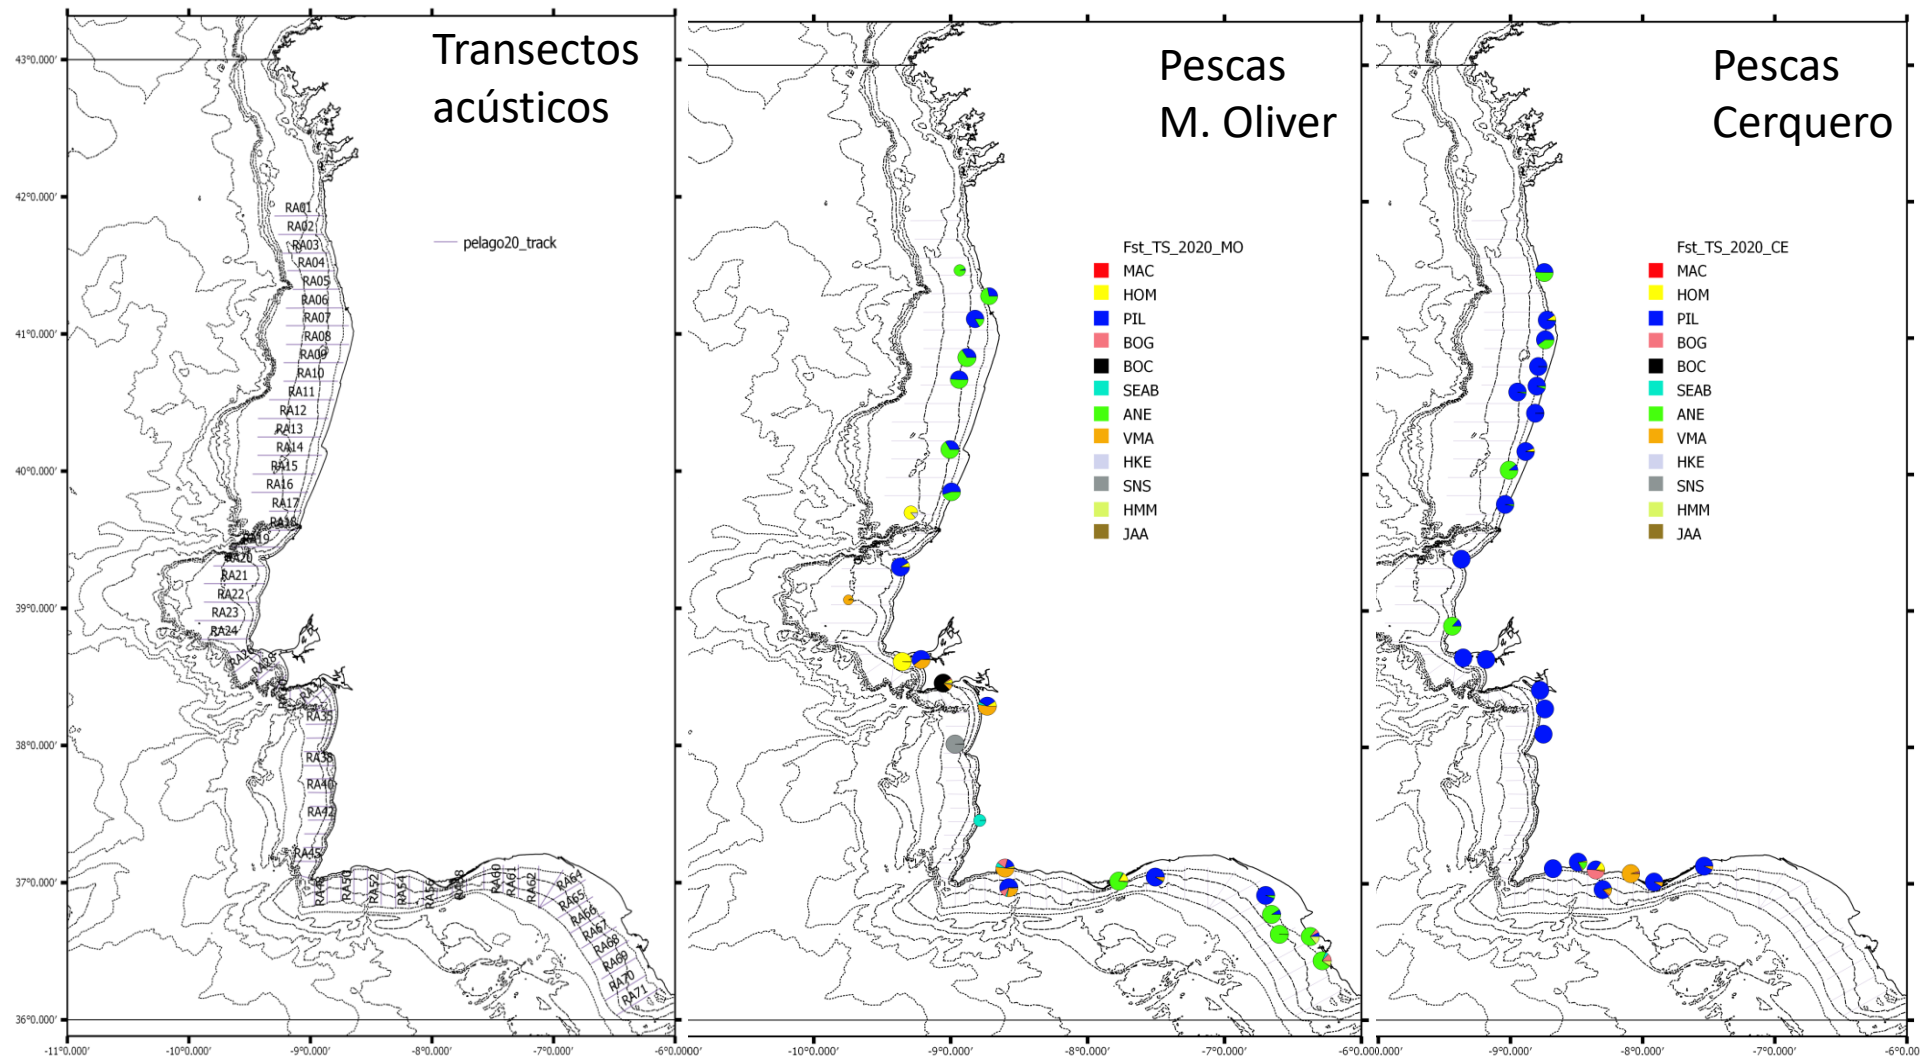 Transectos
acústicos
pelago20_track
43°0.000'
42°0.000'
41°0.000'
40°0.000'
39°0.000'
38°0.000'
37°0.000'
36°0.000'
RA01
RA02
RA03
RA04
RA05
RA06
RA07
RA08
RA09
RA10
RA11
RA12
RA13
RA14
RA15
RA16
RA17
RA18
RA19
RA20
RA21
RA22
RA23
RA24
RA26
RA28
RA35
RA38
RA40
RA42
RA45
RA48
RA50
RA52
RA54
RA56
RA58
RA60
RA61
RA62
RA64
RA65
RA66
RA67
RA68
RA69
RA70
RA71
-11°0.000'
-10°0.000'
-9°0.000'
-8°0.000'
-7°0.000'
Pescas
M. Oliver
Fst_TS_2020_MO
MAC
HOM
PIL
BOG
BOC
SEAB
ANE
VMA
HKE
SNS
HMM
JAA
-10°0.000'
-9°0.000'
-8°0.000'
-7°0.000'
Pescas
Cerquero
Fst_TS_2020_CE
MAC
HOM
PIL
BOG
BOC
SEAB
ANE
VMA
HKE
SNS
HMM
JAA
-9°0.000'
-8°0.000'
-7°0.000'